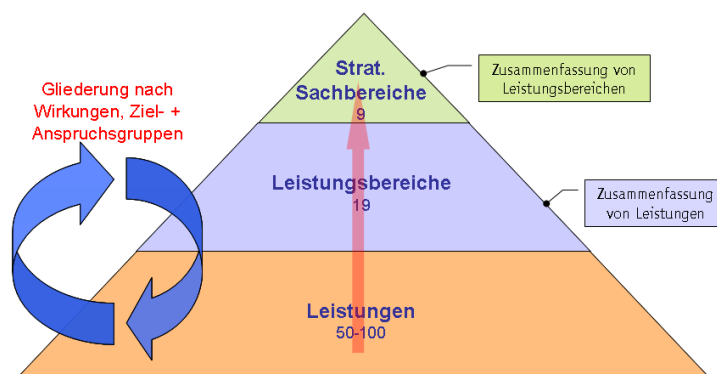 Gliederung nach
Wirkungen, Ziel- +
Anspruchsgruppen
Strat.
Sachbereiche
9
Zusammenfassung von
Leistungsbereichen
Leistungsbereiche
19
Zusammenfassung
von Leistungen
Leistungen
50-100